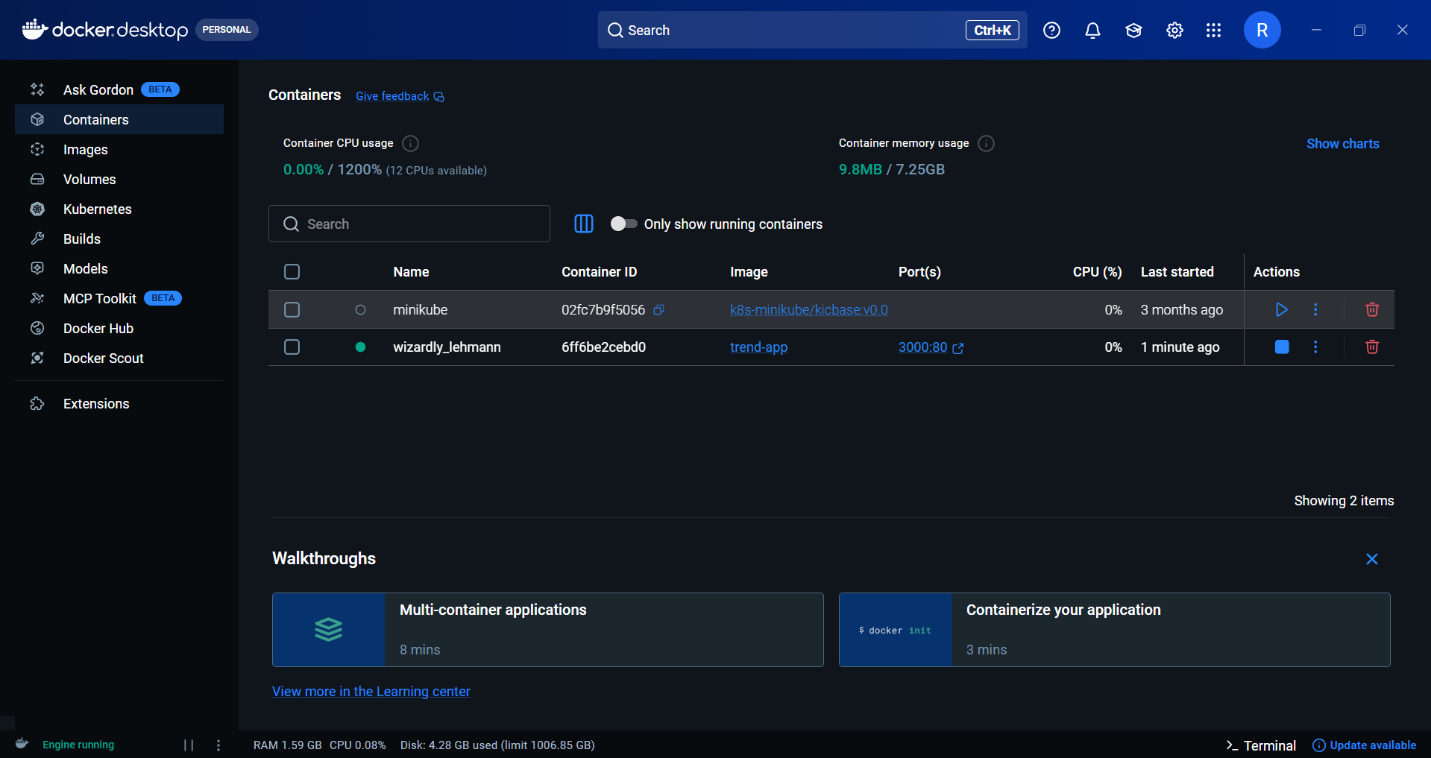 docker.desktop PERSONAL
Search Ctrl+K
R
Ask Gordon BETA
Containers
Images
Volumes
Kubernetes
Builds
Models
MCP Toolkit BETA
Docker Hub
Docker Scout
Extensions
Containers Give feedback
Container CPU usage
0.00% / 1200% (12 CPUs available)
Container memory usage
9.8MB / 7.25GB
Show charts
Search
Only show running containers
Name Container ID Image Port(s) CPU (%) Last started Actions
minikube 02fc7b9f5056 k8s-minikube/kicbase:v0.0 0% 3 months ago
wizardly_lehmann 6ff6be2cebd0 trend-app 3000:80 0% 1 minute ago
Showing 2 items
Walkthroughs
Multi-container applications
8 mins
$ docker init
Containerize your application
3 mins
View more in the Learning center
Engine running
RAM 1.59 GB CPU 0.08% Disk: 4.28 GB used (limit 1006.85 GB)
>_ Terminal
Update available